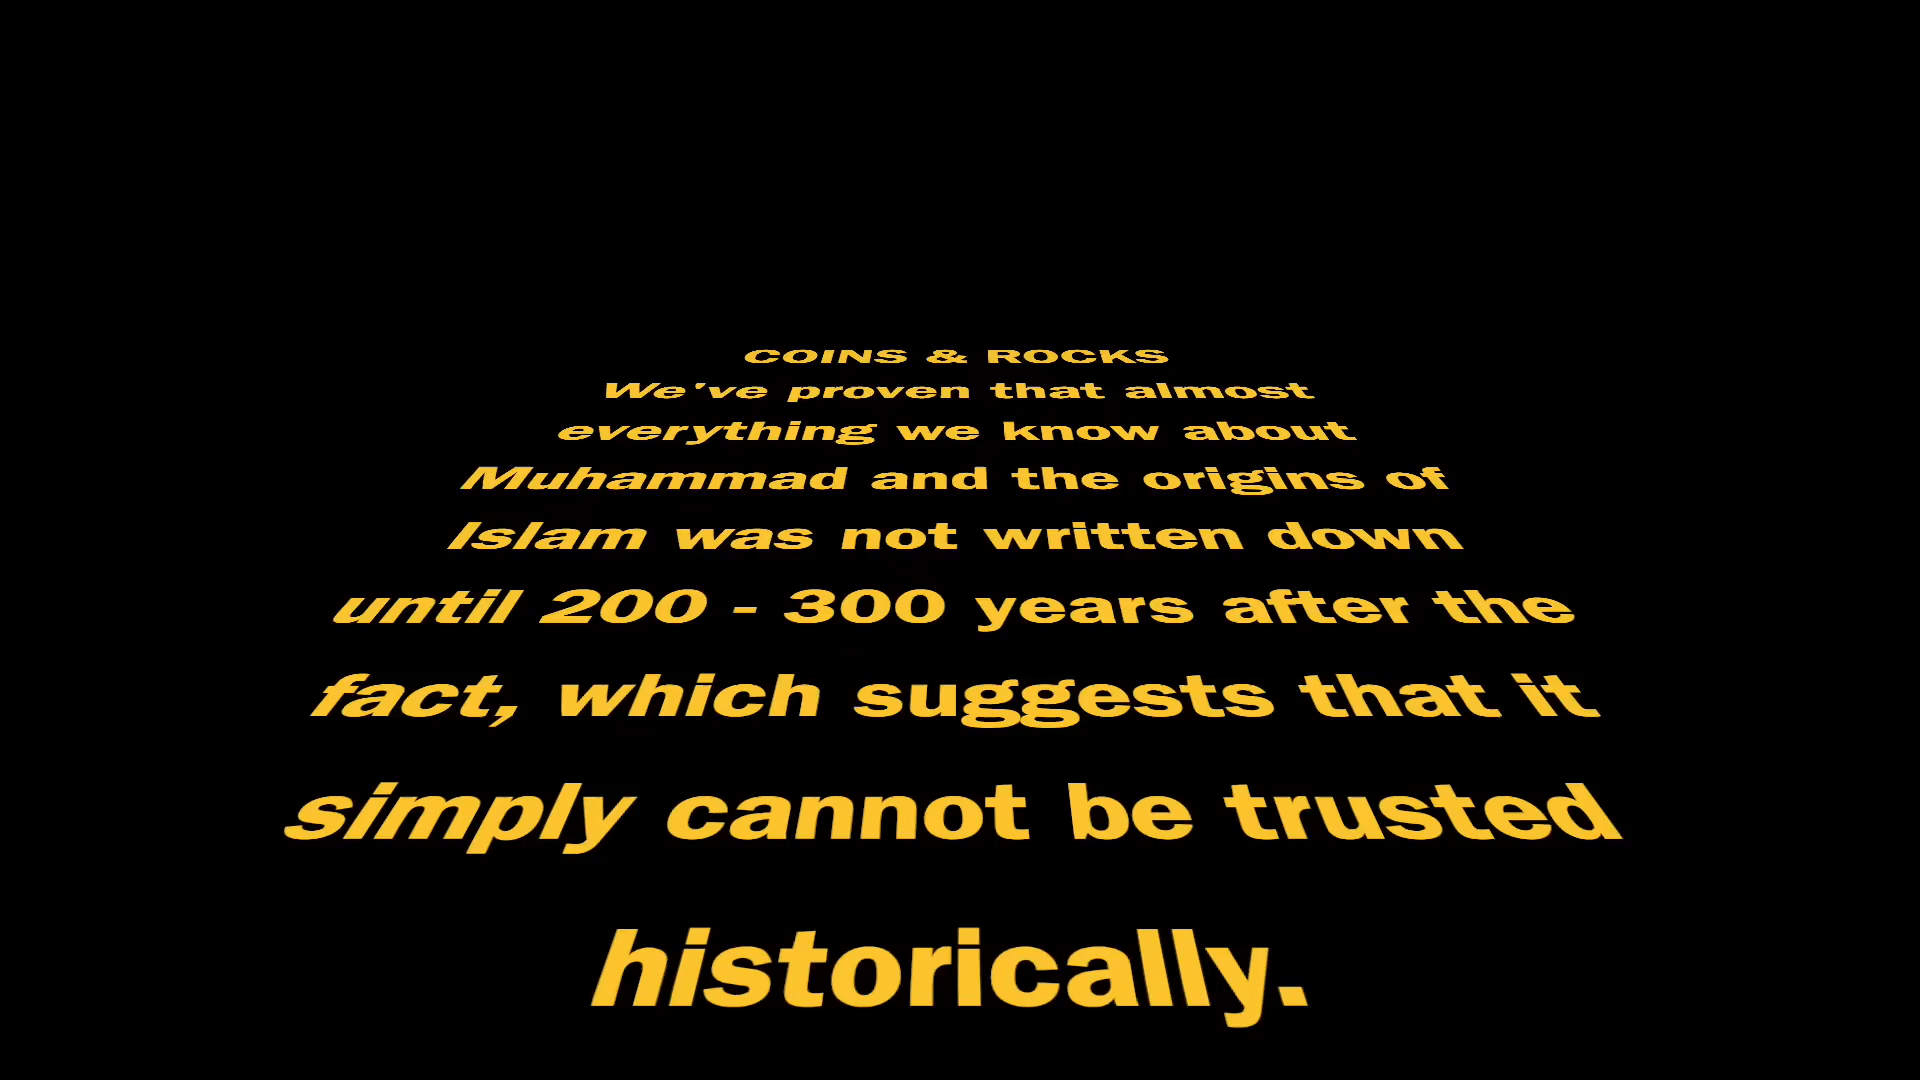 COINS & ROCKS
We've proven that almost
everything we know about
Muhammad and the origins of
Islam was not written down
until 200 - 300 years after the
fact, which suggests that it
simply cannot be trusted
historically.